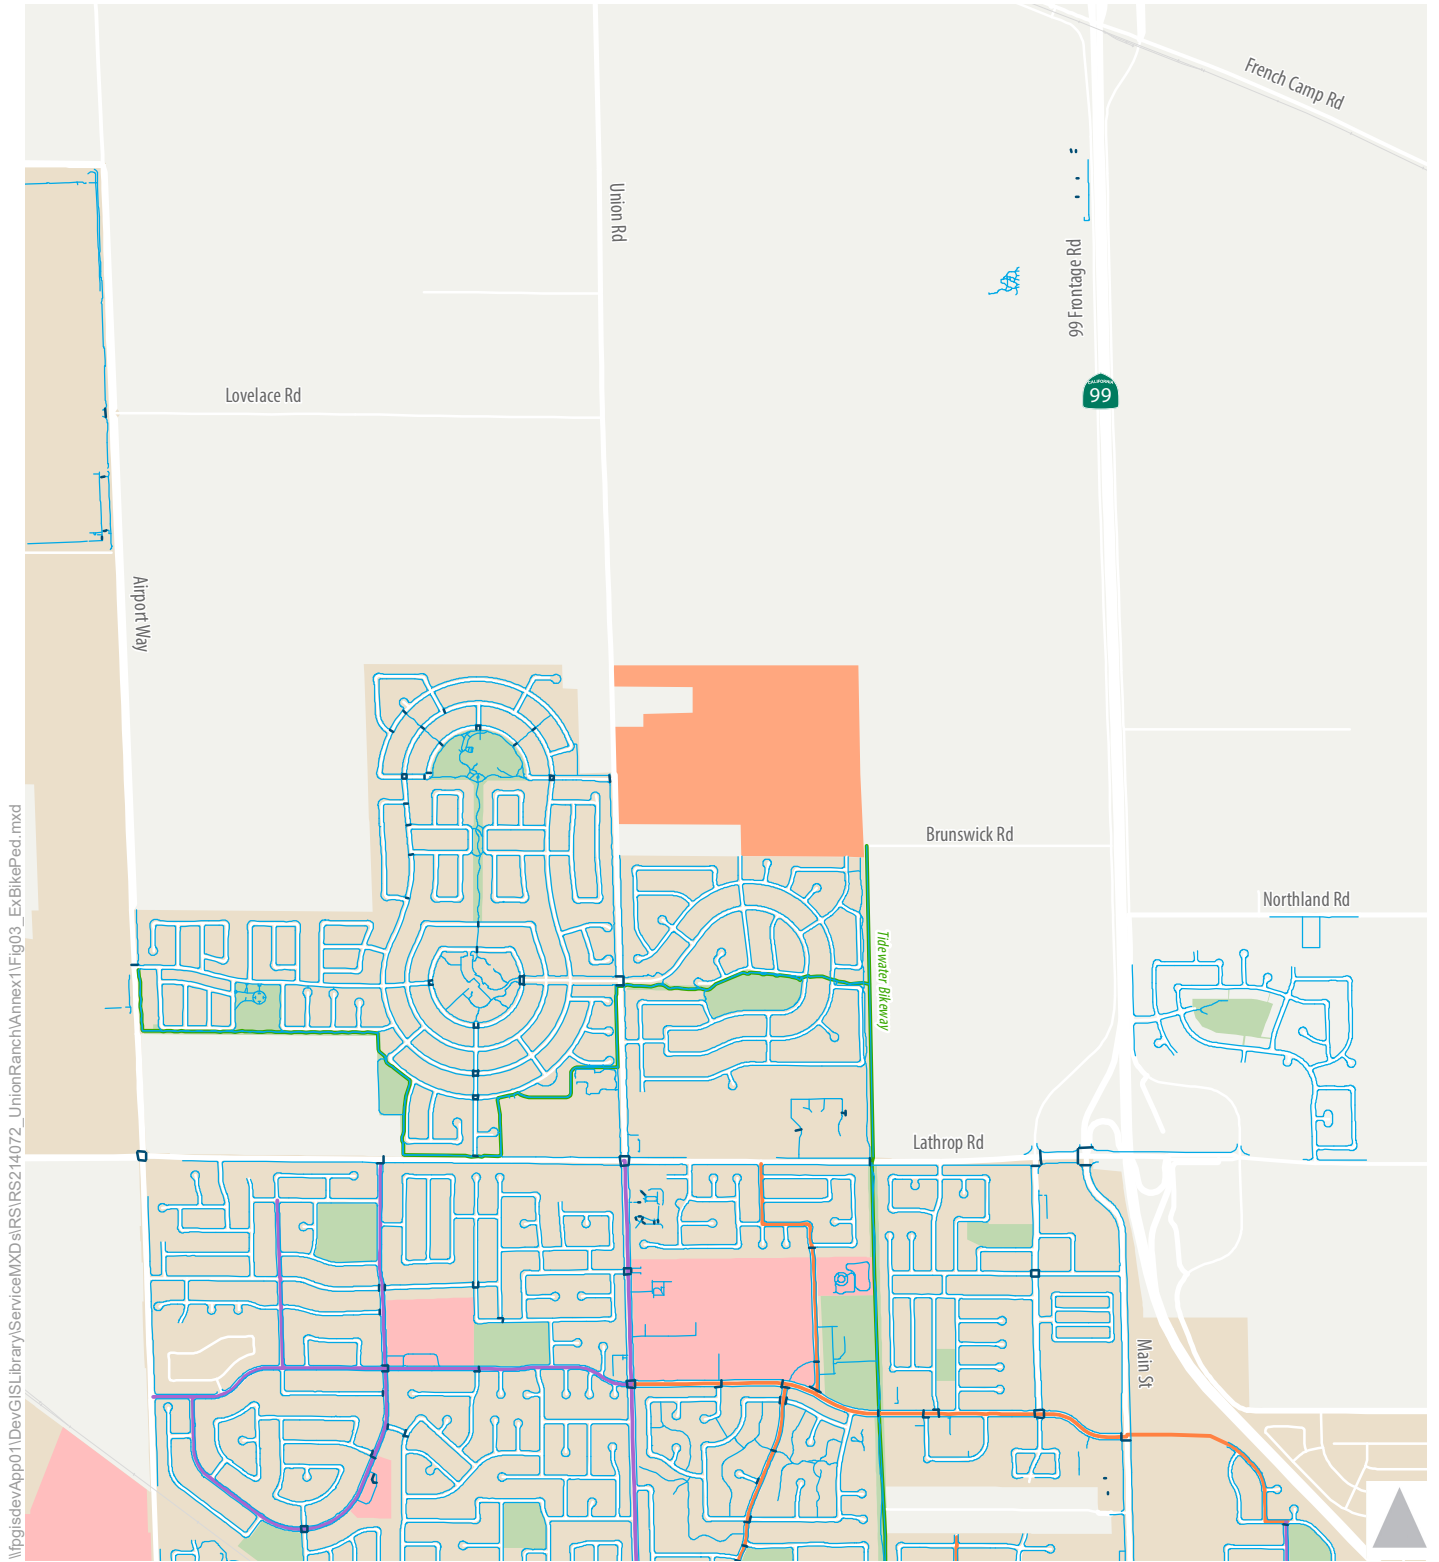 French Camp Rd
Union Rd
99 Frontage Rd
CALIFORNIA
99
Lovelace Rd
Airport Way
Brunswick Rd
Northland Rd
Tidewater Bikeway
Lathrop Rd
Main St
\\fpgisdevApp01\DevGISLibrary\ServiceMXDs\RS\RS214072_UnionRanch\Annex1\Fig03_ExBikePed.mxd